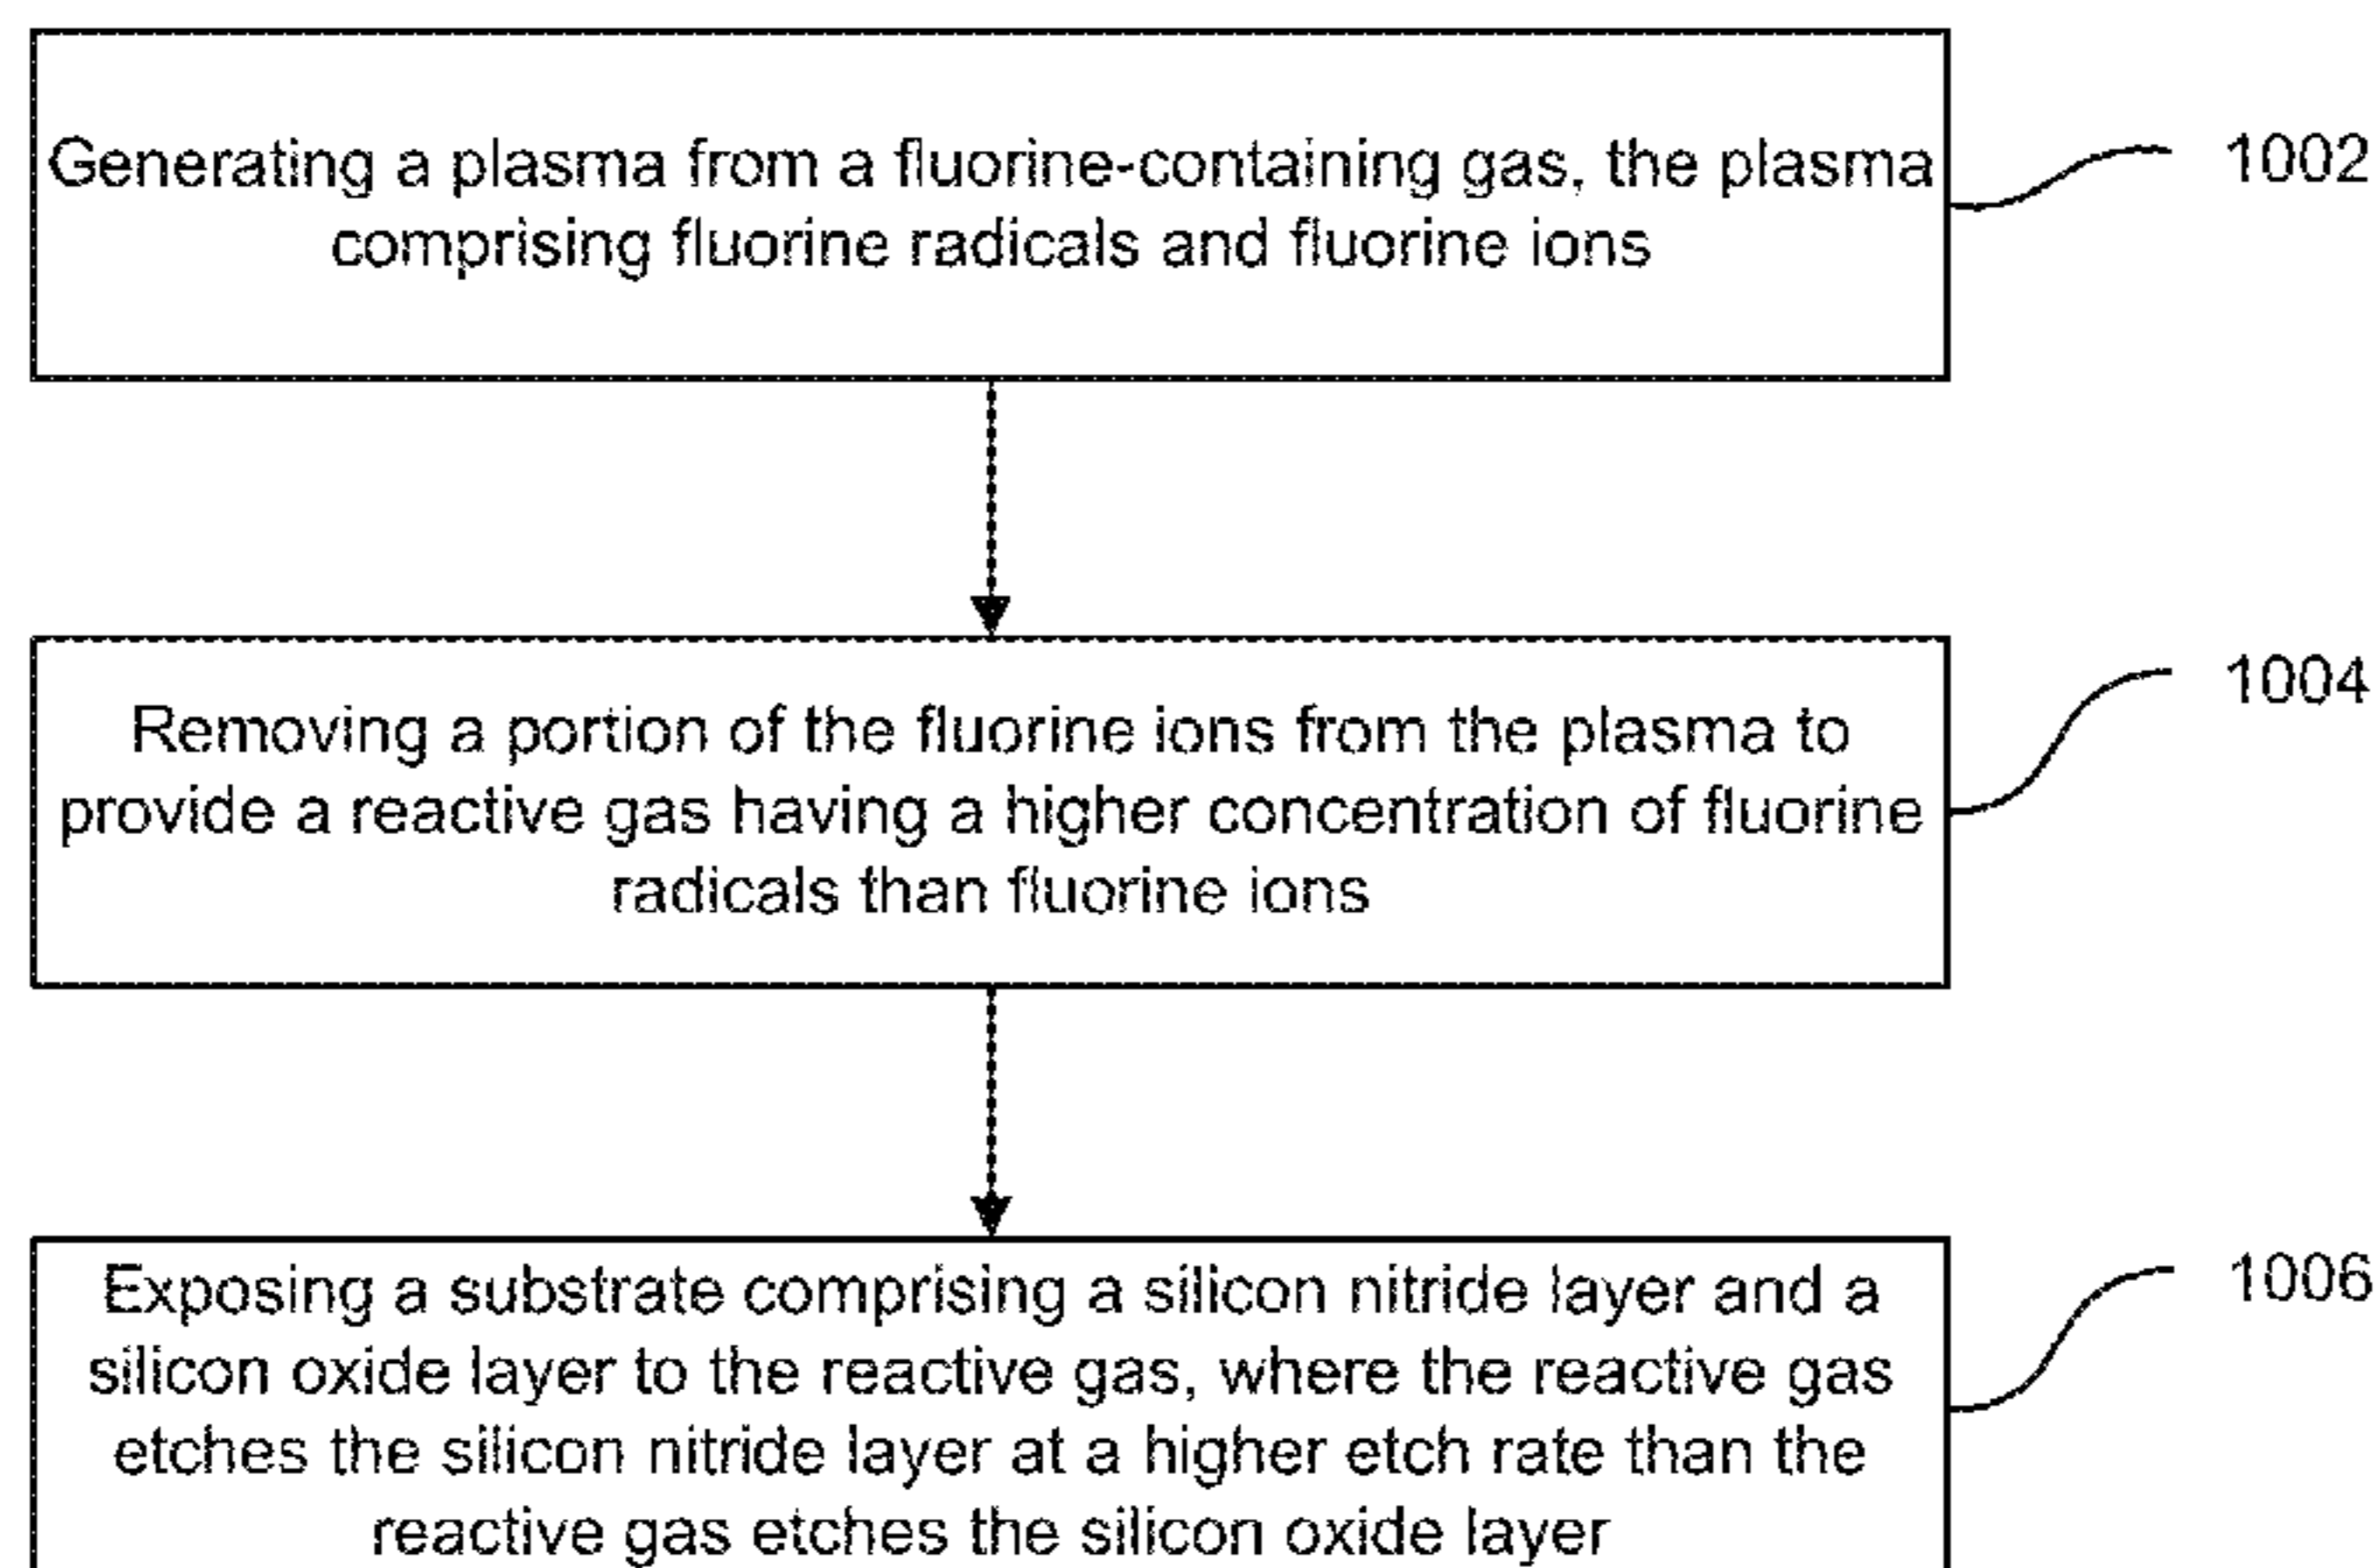 Generating a plasma from a fluorine-containing gas, the plasma
comprising fluorine radicals and fluorine ions
1002
Removing a portion of the fluorine ions from the plasma to
provide a reactive gas having a higher concentration of fluorine
radicals than fluorine ions
1004
Exposing a substrate comprising a silicon nitride layer and a
silicon oxide layer to the reactive gas, where the reactive gas
etches the silicon nitride layer at a higher etch rate than the
reactive gas etches the silicon oxide layer
1006